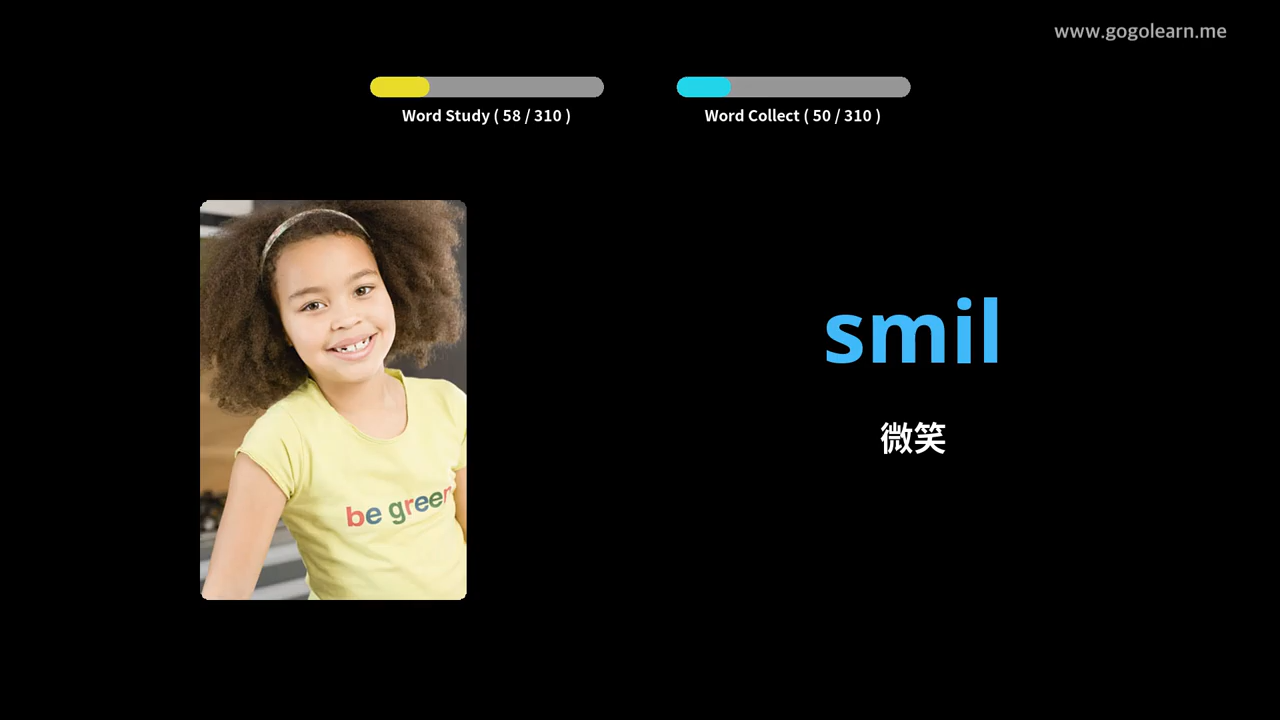 www.gogolearn.me
Word Study ( 58 / 310 )
Word Collect ( 50 / 310 )
smil
微笑
be green